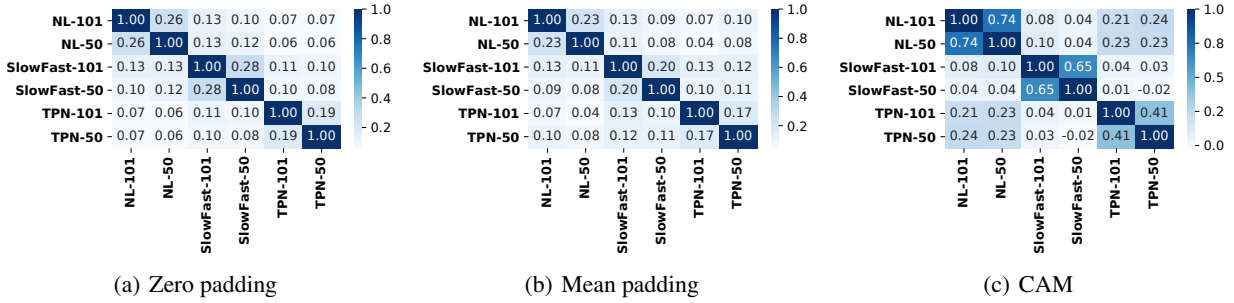 NL-101 1.00 0.26 0.13 0.10 0.07 0.07
NL-50 0.26 1.00 0.13 0.12 0.06 0.06
SlowFast-101 0.13 0.13 1.00 0.28 0.11 0.10
SlowFast-50 0.10 0.12 0.28 1.00 0.10 0.08
TPN-101 0.07 0.06 0.11 0.10 1.00 0.19
TPN-50 0.07 0.06 0.10 0.08 0.19 1.00
NL-101 NL-50 SlowFast-101 SlowFast-50 TPN-101 TPN-50
1.0
0.8
0.6
0.4
0.2
(a) Zero padding
NL-101 1.00 0.23 0.13 0.09 0.07 0.10
NL-50 0.23 1.00 0.11 0.08 0.04 0.08
SlowFast-101 0.13 0.11 1.00 0.20 0.13 0.12
SlowFast-50 0.09 0.08 0.20 1.00 0.10 0.11
TPN-101 0.07 0.04 0.13 0.10 1.00 0.17
TPN-50 0.10 0.08 0.12 0.11 0.17 1.00
NL-101 NL-50 SlowFast-101 SlowFast-50 TPN-101 TPN-50
1.0
0.8
0.6
0.4
0.2
(b) Mean padding
NL-101 1.00 0.74 0.08 0.04 0.21 0.24
NL-50 0.74 1.00 0.10 0.04 0.23 0.23
SlowFast-101 0.08 0.10 1.00 0.65 0.04 0.03
SlowFast-50 0.04 0.04 0.65 1.00 0.01 -0.02
TPN-101 0.21 0.23 0.04 0.01 1.00 0.41
TPN-50 0.24 0.23 0.03 -0.02 0.41 1.00
NL-101 NL-50 SlowFast-101 SlowFast-50 TPN-101 TPN-50
1.0
0.8
0.5
0.2
0.0
(c) CAM